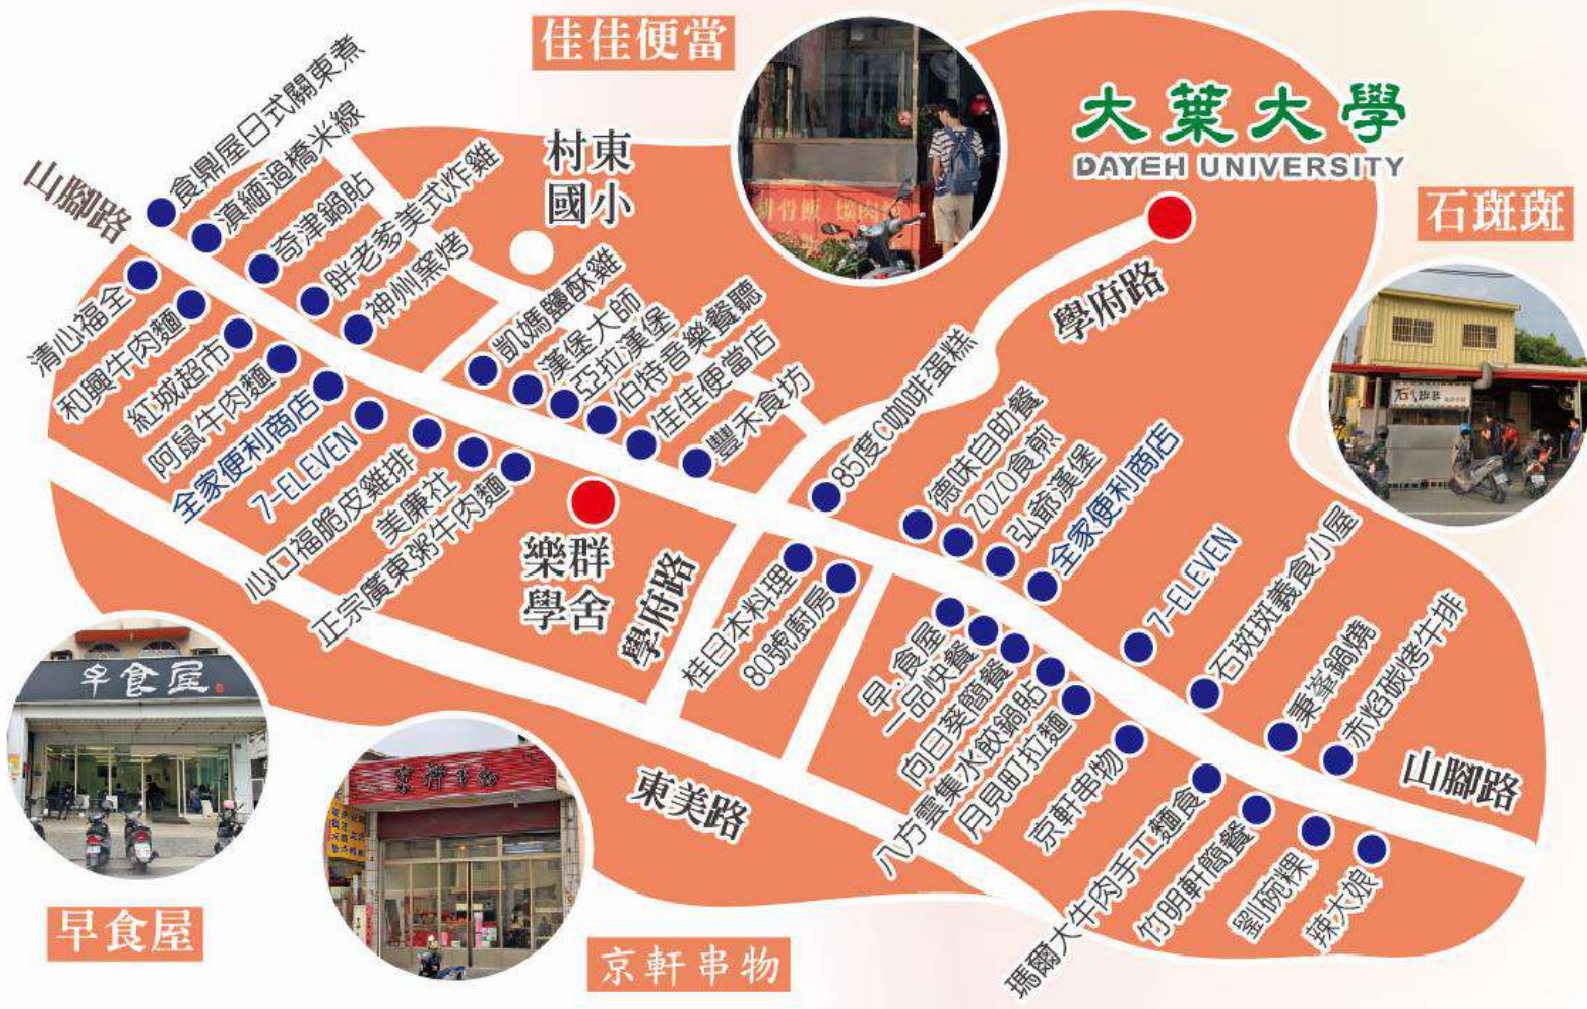 佳佳便當
大葉大學
DAYEH UNIVERSITY
石斑斑
村東
國小
山腳路
食鼎屋日式關東煮
滇緬過橋米線
奇津鍋貼
胖老爹美式炸雞
神州窯烤
凱媽鹽酥雞
漢堡大師
亞拉漢堡
伯特音樂餐聽
佳佳便當店
豐禾食坊
學府路
85度C咖啡蛋糕
德味自助餐
2020食煎
弘爺漢堡
全家便利商店
7-ELEVEN
石斑斑義食小屋
秉峯鍋燒
赤焰碳烤牛排
山腳路
清心福全
和興牛肉麵
紅城超市
阿鼠牛肉麵
全家便利商店
7-ELEVEN
心口福脆皮雞排
美廉社
正宗廣東粥牛肉麵
樂群
學舍
學府路
桂日本料理
80號廚房
早.食屋
一品快餐
向日葵簡餐
八方雲集水餃鍋貼
月見町拉麵
京軒串物
瑪爾大牛肉手工麵食
竹明軒簡餐
劉碗粿
辣大娘
東美路
早食屋
早食屋
京軒串物
京軒串物